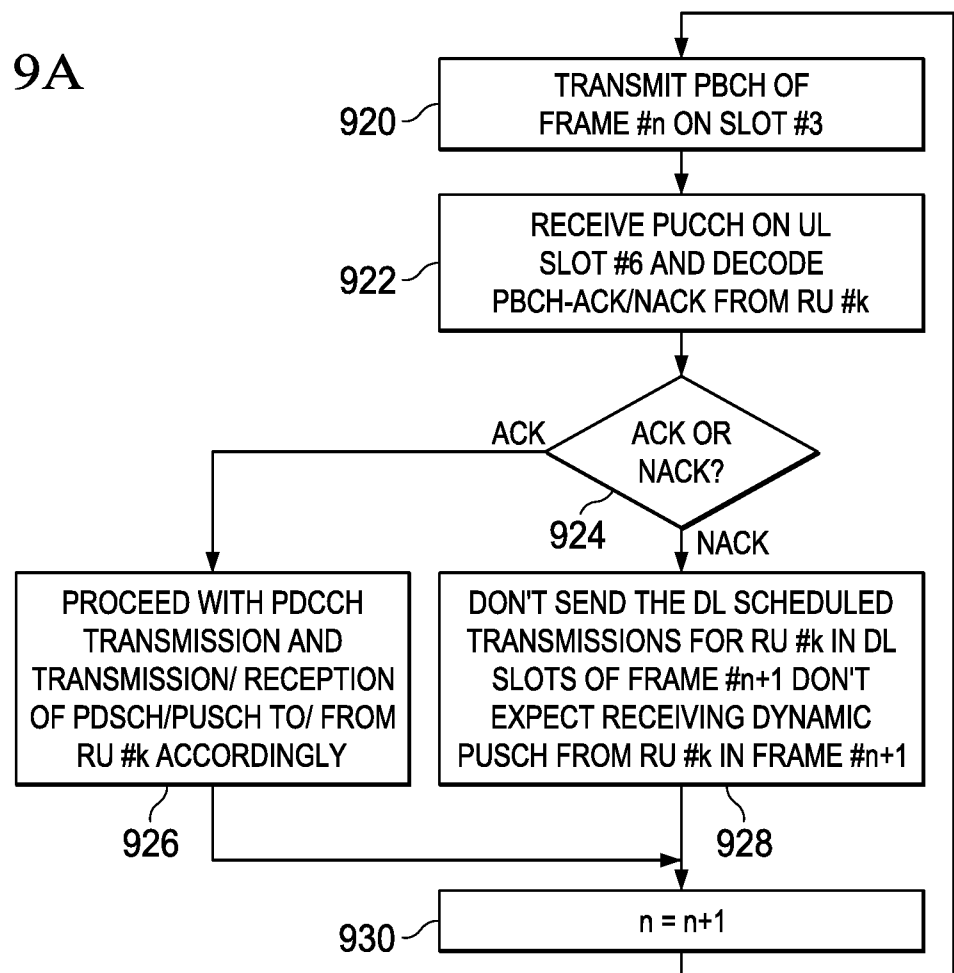 9A
TRANSMIT PBCH OF
FRAME #n ON SLOT #3
920
RECEIVE PUCCH ON UL
SLOT #6 AND DECODE
PBCH-ACK/NACK FROM RU #k
922
ACK
ACK OR
NACK?
924
NACK
PROCEED WITH PDCCH
TRANSMISSION AND
TRANSMISSION/ RECEPTION
OF PDSCH/PUSCH TO/ FROM
RU #k ACCORDINGLY
926
DON'T SEND THE DL SCHEDULED
TRANSMISSIONS FOR RU #k IN DL
SLOTS OF FRAME #n+1 DON'T
EXPECT RECEIVING DYNAMIC
PUSCH FROM RU #k IN FRAME #n+1
928
930
n = n+1